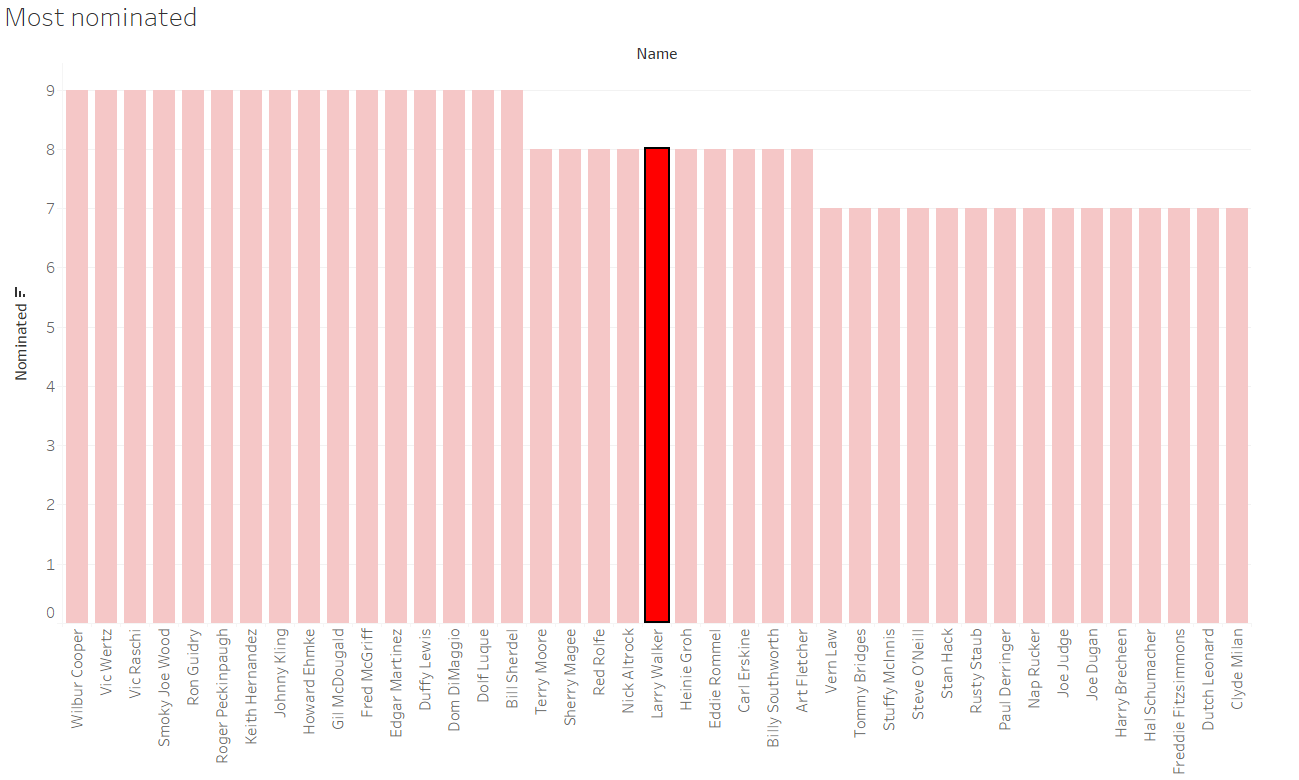 Most nominated
Name
Nominated
9
8
7
6
5
4
3
2
1
0
Wilbur Cooper
Vic Wertz
Vic Raschi
Smoky Joe Wood
Ron Guidry
Roger Peckinpaugh
Keith Hernandez
Johnny Kling
Howard Ehmke
Gil McDougald
Fred McGriff
Edgar Martinez
Duffy Lewis
Dom DiMaggio
Dolf Luque
Bill Sherdel
Terry Moore
Sherry Magee
Red Rolfe
Nick Altrock
Larry Walker
Heinie Groh
Eddie Rommel
Carl Erskine
Billy Southworth
Art Fletcher
Vern Law
Tommy Bridges
Stuffy McInnis
Steve O'Neill
Stan Hack
Rusty Staub
Paul Derringer
Nap Rucker
Joe Judge
Joe Dugan
Harry Brecheen
Hal Schumacher
Freddie Fitzsimmons
Dutch Leonard
Clyde Milan